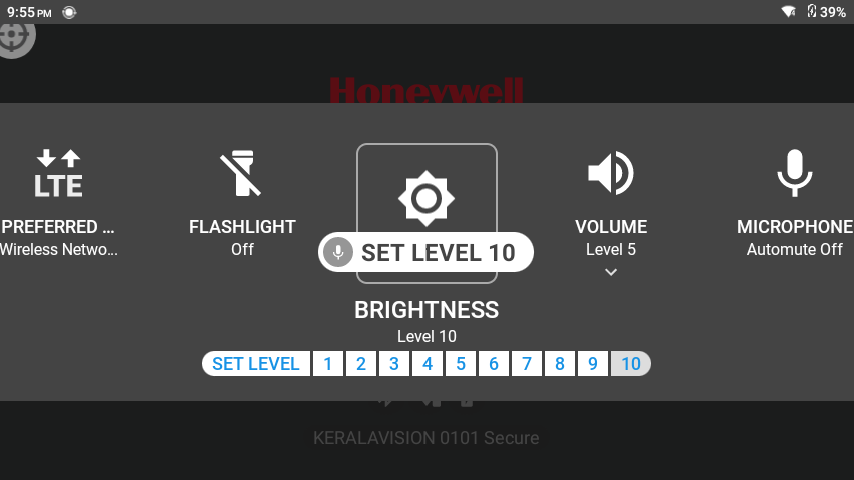 9:55 PM
39%
Honeywell
LTE
PREFERRED ...
Wireless Netwo...
FLASHLIGHT
Off
SET LEVEL 10
VOLUME
Level 5
MICROPHONE
Automute Off
BRIGHTNESS
Level 10
SET LEVEL 1 2 3 4 5 6 7 8 9 10
KERALAVISION 0101 Secure